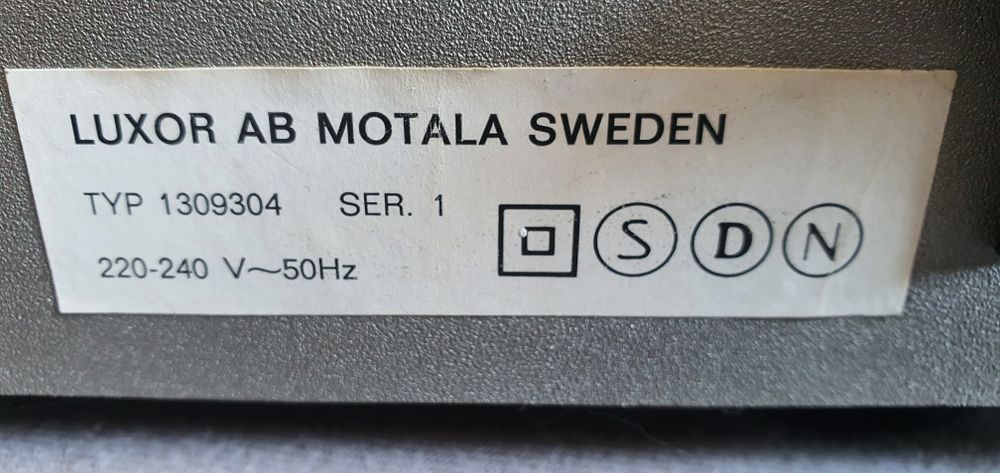 LUXOR AB MOTALA SWEDEN
TYP 1309304 SER. 1
S D N
220-240 V~50Hz